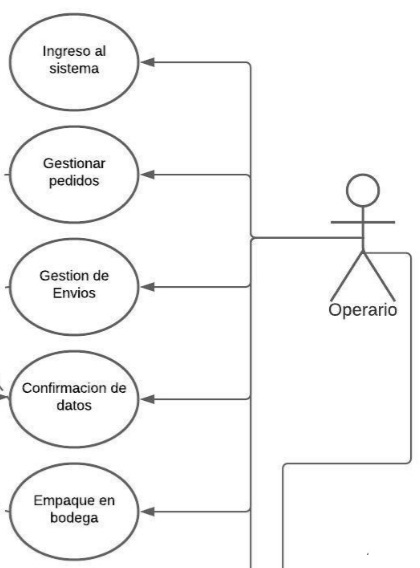 Ingreso al
sistema
Gestionar
pedidos
Operario
Gestion de
Envios
Confirmacion de
datos
Empaque en
bodega